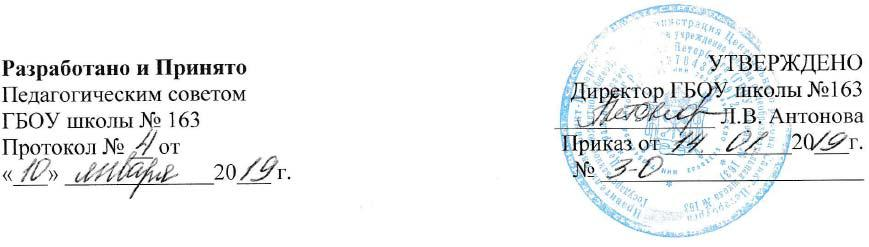 Разработано и Принято
Педагогическим советом
ГБОУ школы № 163
Протокол № 1 от
«10» января 2019 г.
УТВЕРЖДЕНО
Директор ГБОУ школы №163
Л.В. Антонова
Приказ от 14. 01. 2019 г.
№ 3-О